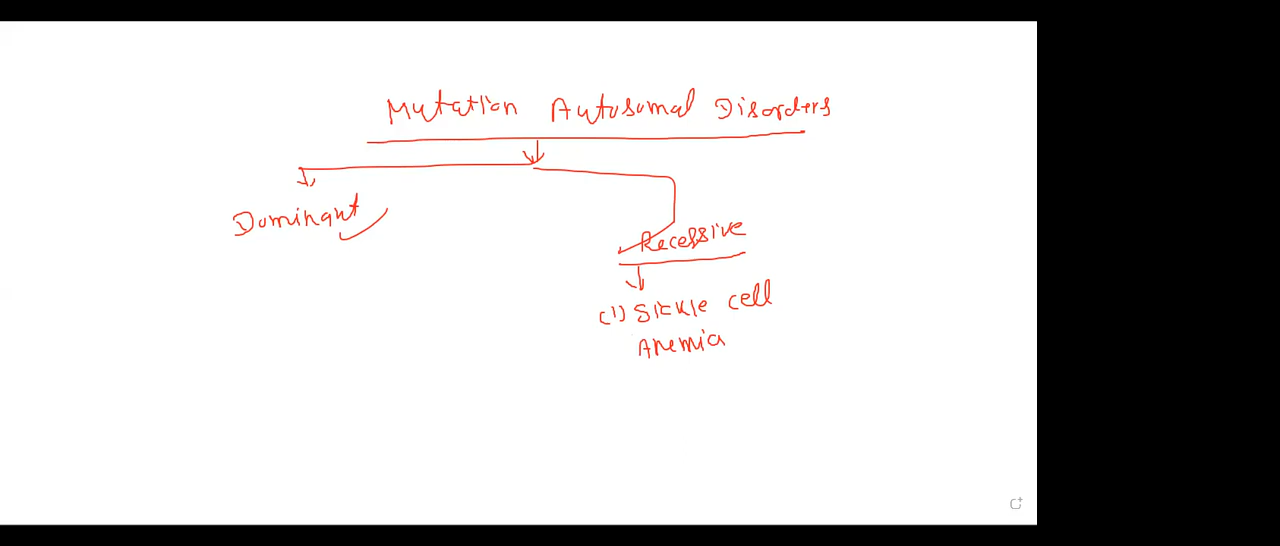 Mutation Autosomal Disorders
Dominant
Recessive
(1) Sickle cell
Anemia